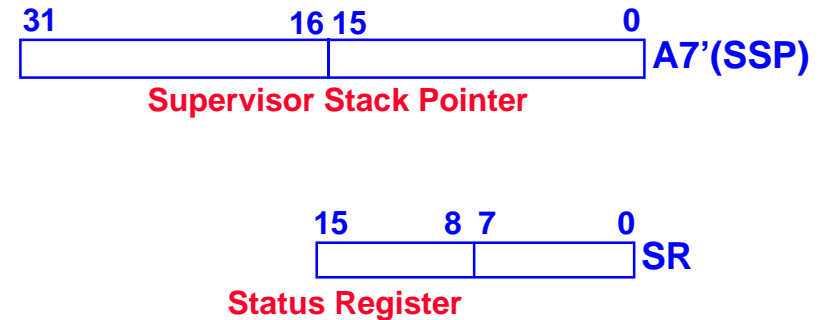 31 16 15 0
A7’(SSP)
Supervisor Stack Pointer
15 8 7 0
SR
Status Register